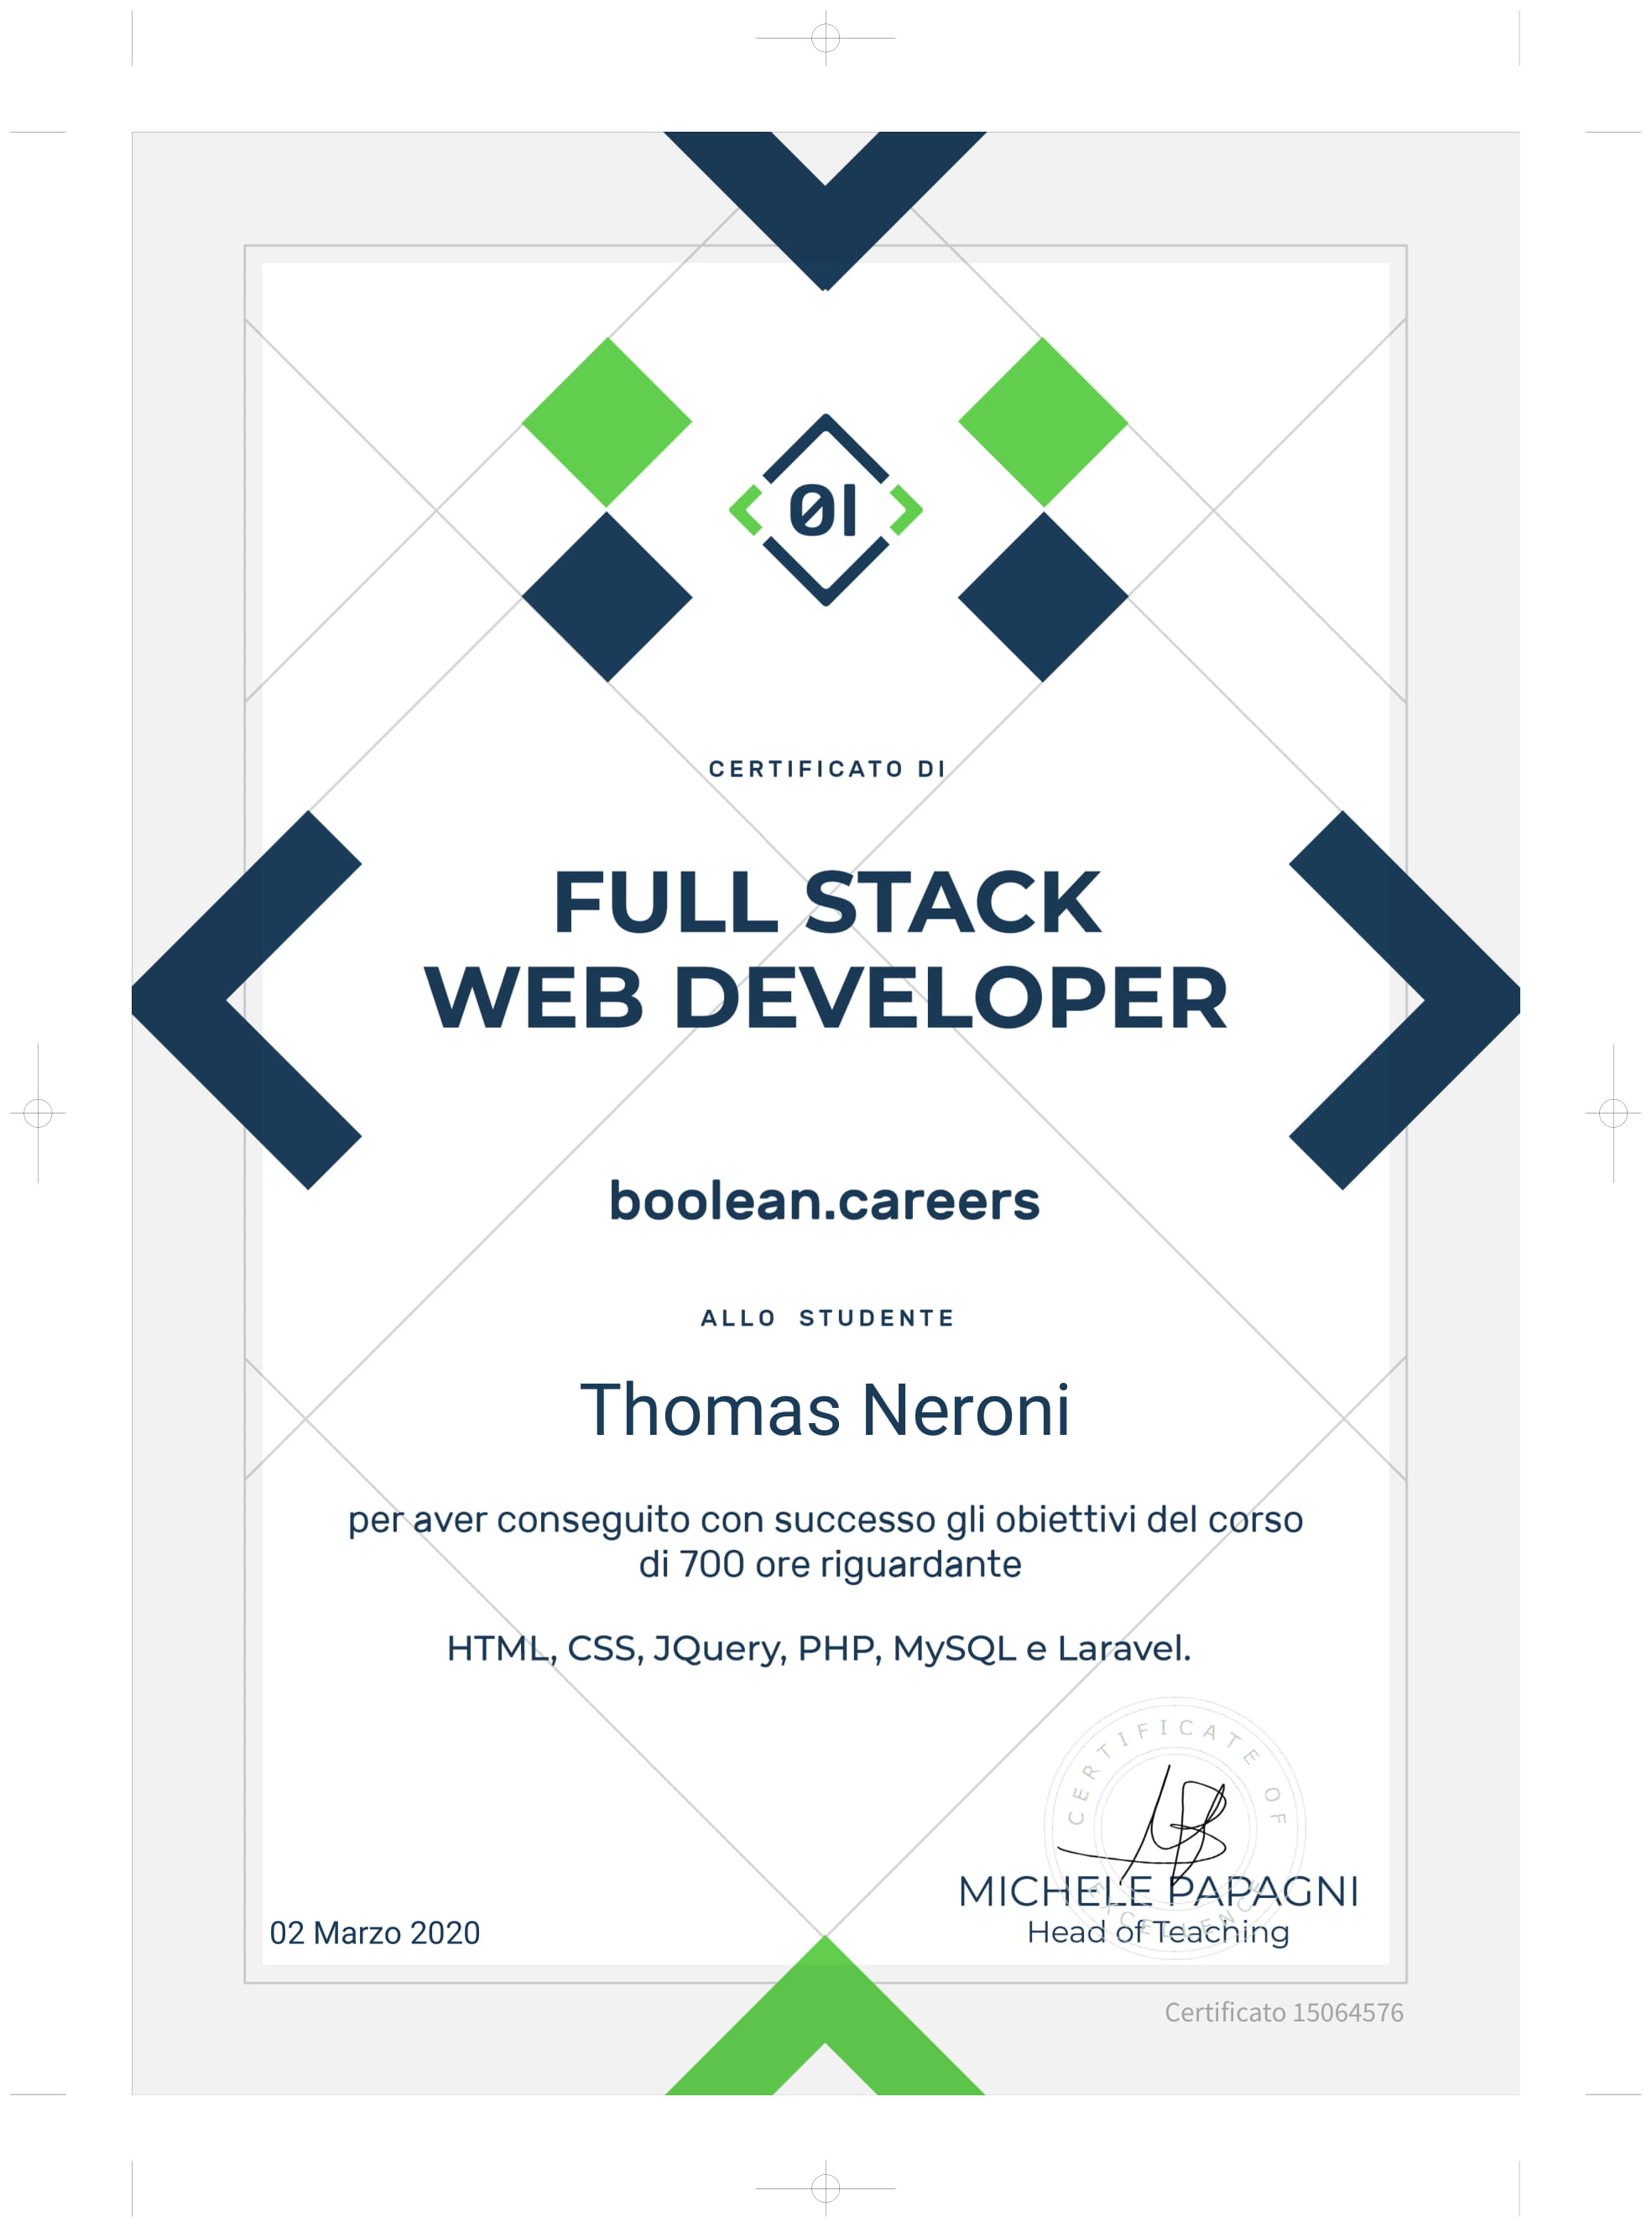 01
CERTIFICATO DI
FULL STACK
WEB DEVELOPER
boolean.careers
ALLO STUDENTE
Thomas Neroni
per aver conseguito con successo gli obiettivi del corso
di 700 ore riguardante
HTML, CSS, JQuery, PHP, MySQL e Laravel.
CERTIFICATE OF
EXCELLENCE
MICHELE PAPAGNI
Head of Teaching
02 Marzo 2020
Certificato 15064576